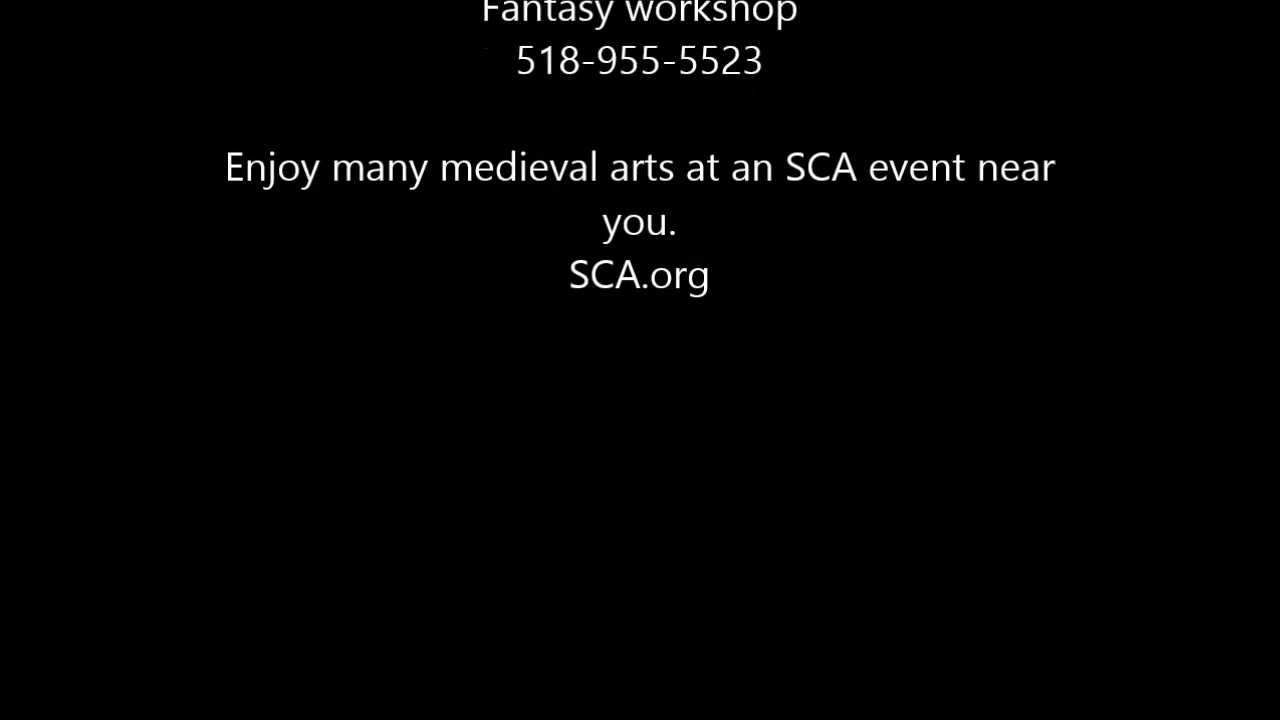 Fantasy workshop
518-955-5523
Enjoy many medieval arts at an SCA event near
you.
SCA.org